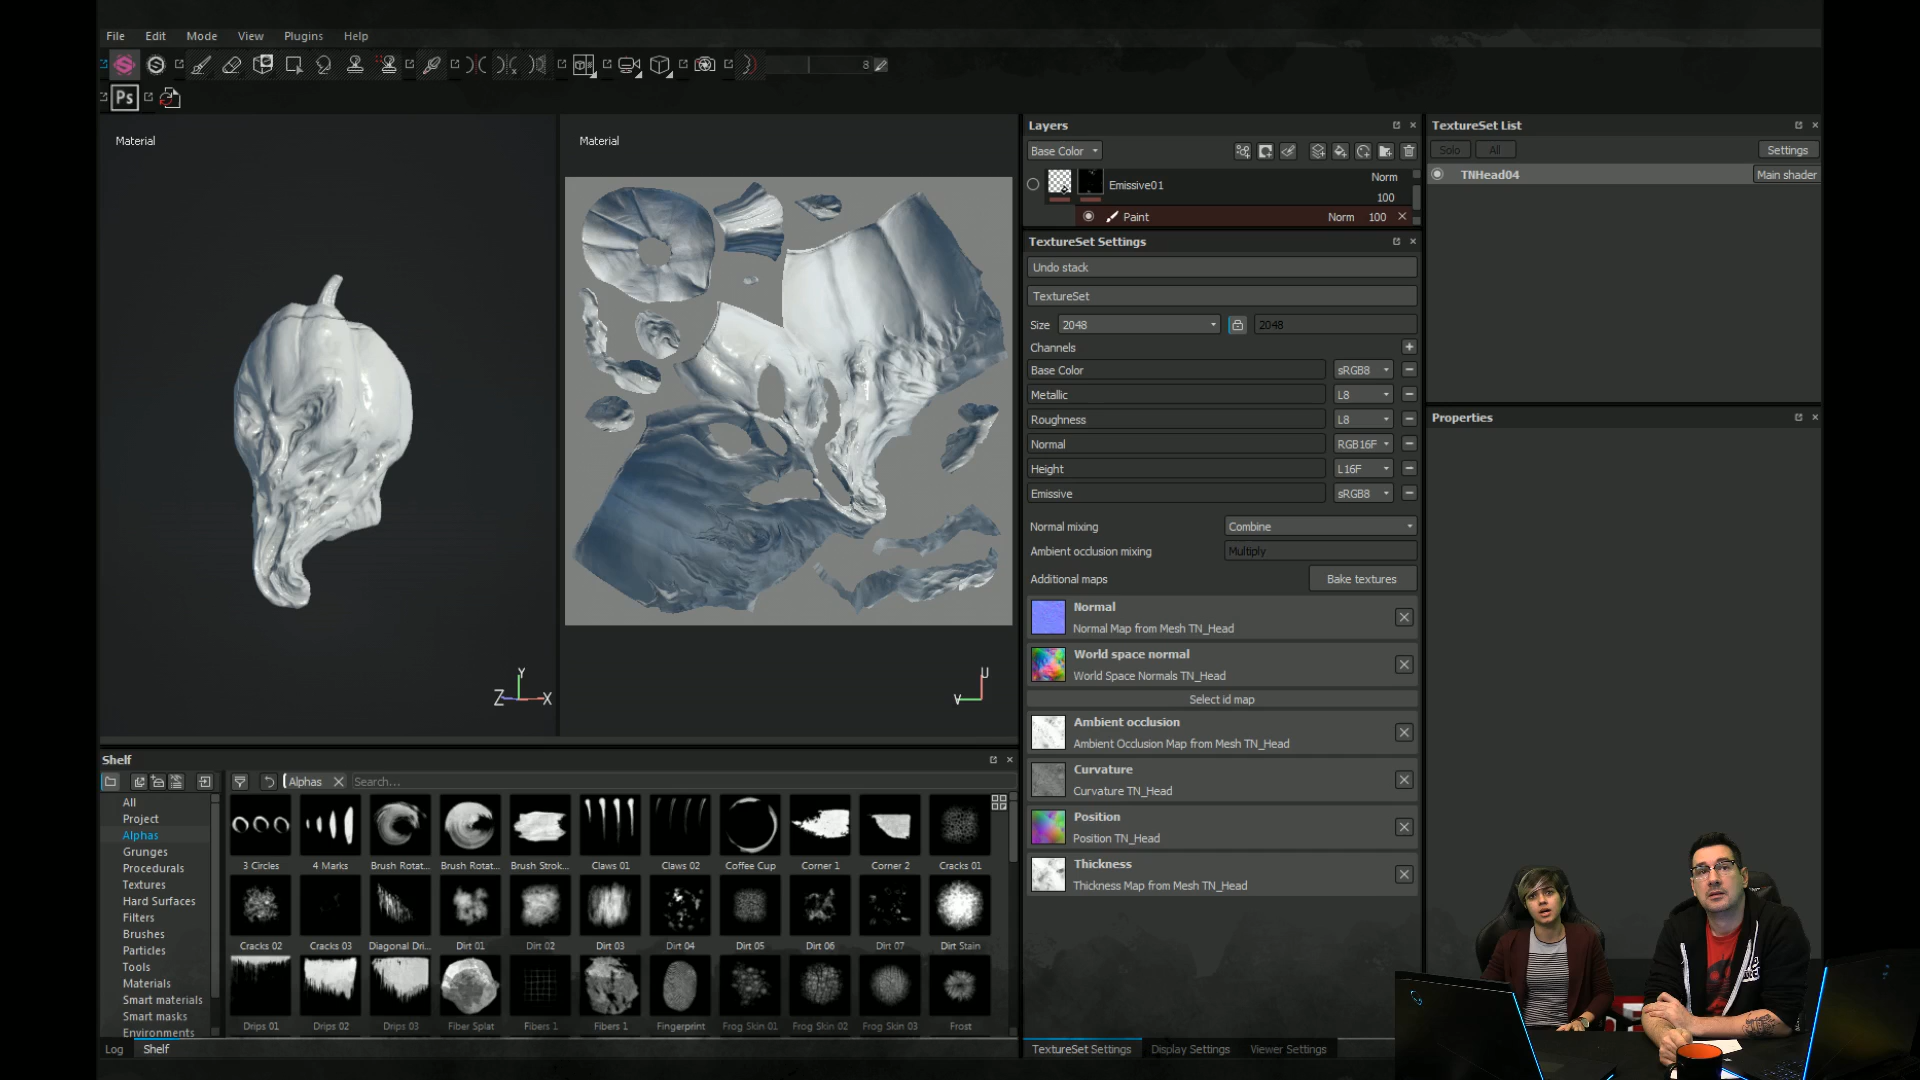 File Edit Mode View Plugins Help
8
Ps
Material
Material
Layers
Base Color
Norm
Emissive01
100
Paint Norm 100
TextureSet Settings
Undo stack
TextureSet
Size 2048 2048
Channels
Base Color sRGB8
Metallic L8
Roughness L8
Normal RGB16F
Height L16F
Emissive sRGB8
Normal mixing Combine
Ambient occlusion mixing Multiply
Additional maps Bake textures
Normal
Normal Map from Mesh TN_Head
World space normal
World Space Normals TN_Head
Select id map
Ambient occlusion
Ambient Occlusion Map from Mesh TN_Head
Curvature
Curvature TN_Head
Position
Position TN_Head
Thickness
Thickness Map from Mesh TN_Head
TextureSet Settings Display Settings Viewer Settings
TextureSet List
Solo All Settings
TNHead04 Main shader
Properties
Y
Z X
U
V
Shelf
Alphas Search...
All
Project
Alphas
Grunges
Procedurals
Textures
Hard Surfaces
Filters
Brushes
Particles
Tools
Materials
Smart materials
Smart masks
Environments
3 Circles 4 Marks Brush Rotat... Brush Rotat... Brush Strok... Claws 01 Claws 02 Coffee Cup Corner 1 Corner 2 Cracks 01
Cracks 02 Cracks 03 Diagonal Dri... Dirt 01 Dirt 02 Dirt 03 Dirt 04 Dirt 05 Dirt 06 Dirt 07 Dirt Stain
Drips 01 Drips 02 Drips 03 Fiber Splat Fibers 1 Fibers 1 Fingerprint Frog Skin 01 Frog Skin 02 Frog Skin 03 Frost
Log Shelf